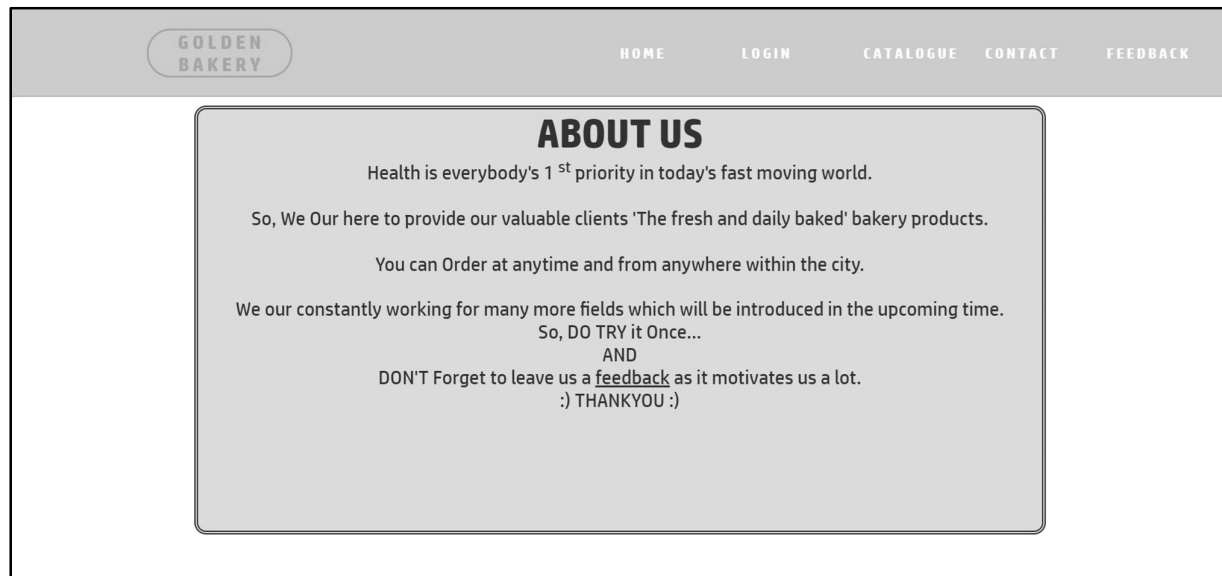 GOLDEN
BAKERY
HOME LOGIN CATALOGUE CONTACT FEEDBACK
ABOUT US
Health is everybody's 1 st priority in today's fast moving world.
So, We Our here to provide our valuable clients 'The fresh and daily baked' bakery products.
You can Order at anytime and from anywhere within the city.
We our constantly working for many more fields which will be introduced in the upcoming time.
So, DO TRY it Once...
AND
DON'T Forget to leave us a feedback as it motivates us a lot.
:) THANKYOU :)